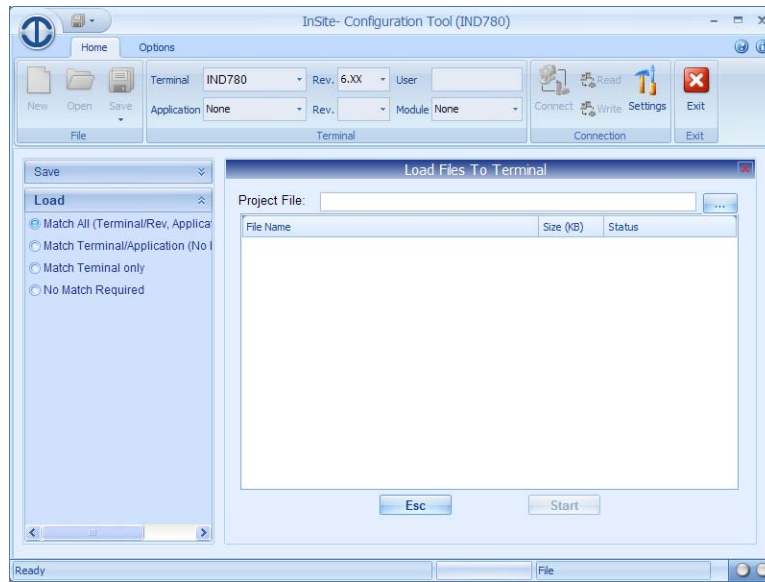 InSite- Configuration Tool (IND780)
Home Options
New Open Save
File
Terminal IND780 Rev. 6.XX User
Application None Rev. Module None
Terminal
Connect Read Write Settings
Connection
Exit
Exit
Save
Load
Match All (Terminal/Rev, Applica
Match Terminal/Application (No
Match Teminal only
No Match Required
Load Files To Terminal
Project File: ...
File Name Size (KB) Status
Esc Start
Ready File